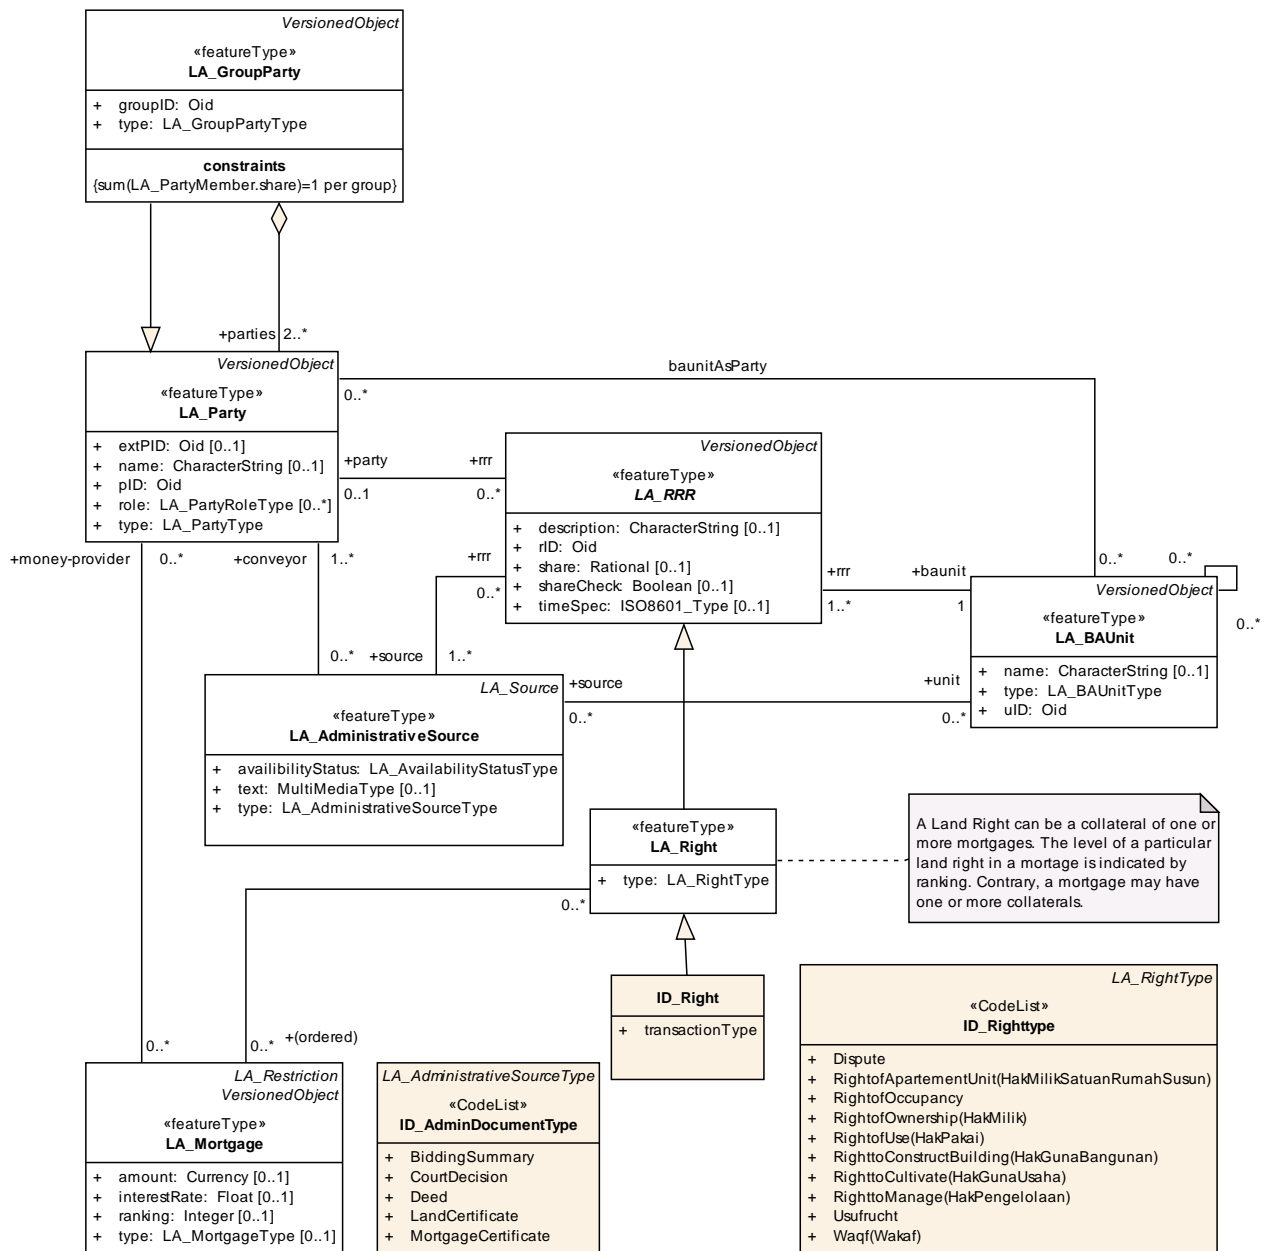 VersionedObject
«featureType»
LA_GroupParty
+ groupID: Oid
+ type: LA_GroupPartyType
constraints
{sum(LA_PartyMember.share)=1 per group}
+parties 2..*
VersionedObject
«featureType»
LA_Party
+ extPID: Oid [0..1]
+ name: CharacterString [0..1]
+ pID: Oid
+ role: LA_PartyRoleType [0..*]
+ type: LA_PartyType
baunitAsParty
0..*
0..*
+party +rrr
0..1 0..*
VersionedObject
«featureType»
LA_RRR
+ description: CharacterString [0..1]
+ rID: Oid
+ share: Rational [0..1]
+ shareCheck: Boolean [0..1]
+ timeSpec: ISO8601_Type [0..1]
+money-provider 0..*
+conveyor 1..*
+rrr
0..*
+rrr +baunit
1..* 1
0..*
0..*
VersionedObject
«featureType»
LA_BAUnit
+ name: CharacterString [0..1]
+ type: LA_BAUnitType
+ uID: Oid
0..* +source 1..*
LA_Source
«featureType»
LA_AdministrativeSource
+ availibilityStatus: LA_AvailabilityStatusType
+ text: MultiMediaType [0..1]
+ type: LA_AdministrativeSourceType
+source +unit
0..* 0..*
«featureType»
LA_Right
+ type: LA_RightType
0..*
A Land Right can be a collateral of one or
more mortgages. The level of a particular
land right in a mortage is indicated by
ranking. Contrary, a mortgage may have
one or more collaterals.
ID_Right
+ transactionType
0..* 0..* +(ordered)
LA_Restriction
VersionedObject
«featureType»
LA_Mortgage
+ amount: Currency [0..1]
+ interestRate: Float [0..1]
+ ranking: Integer [0..1]
+ type: LA_MortgageType [0..1]
LA_AdministrativeSourceType
«CodeList»
ID_AdminDocumentType
+ BiddingSummary
+ CourtDecision
+ Deed
+ LandCertificate
+ MortgageCertificate
LA_RightType
«CodeList»
ID_Righttype
+ Dispute
+ RightofApartementUnit(HakMilikSatuanRumahSusun)
+ RightofOccupancy
+ RightofOwnership(HakMilik)
+ RightofUse(HakPakai)
+ RighttoConstructBuilding(HakGunaBangunan)
+ RighttoCultivate(HakGunaUsaha)
+ RighttoManage(HakPengelolaan)
+ Usufrucht
+ Waqf(Wakaf)